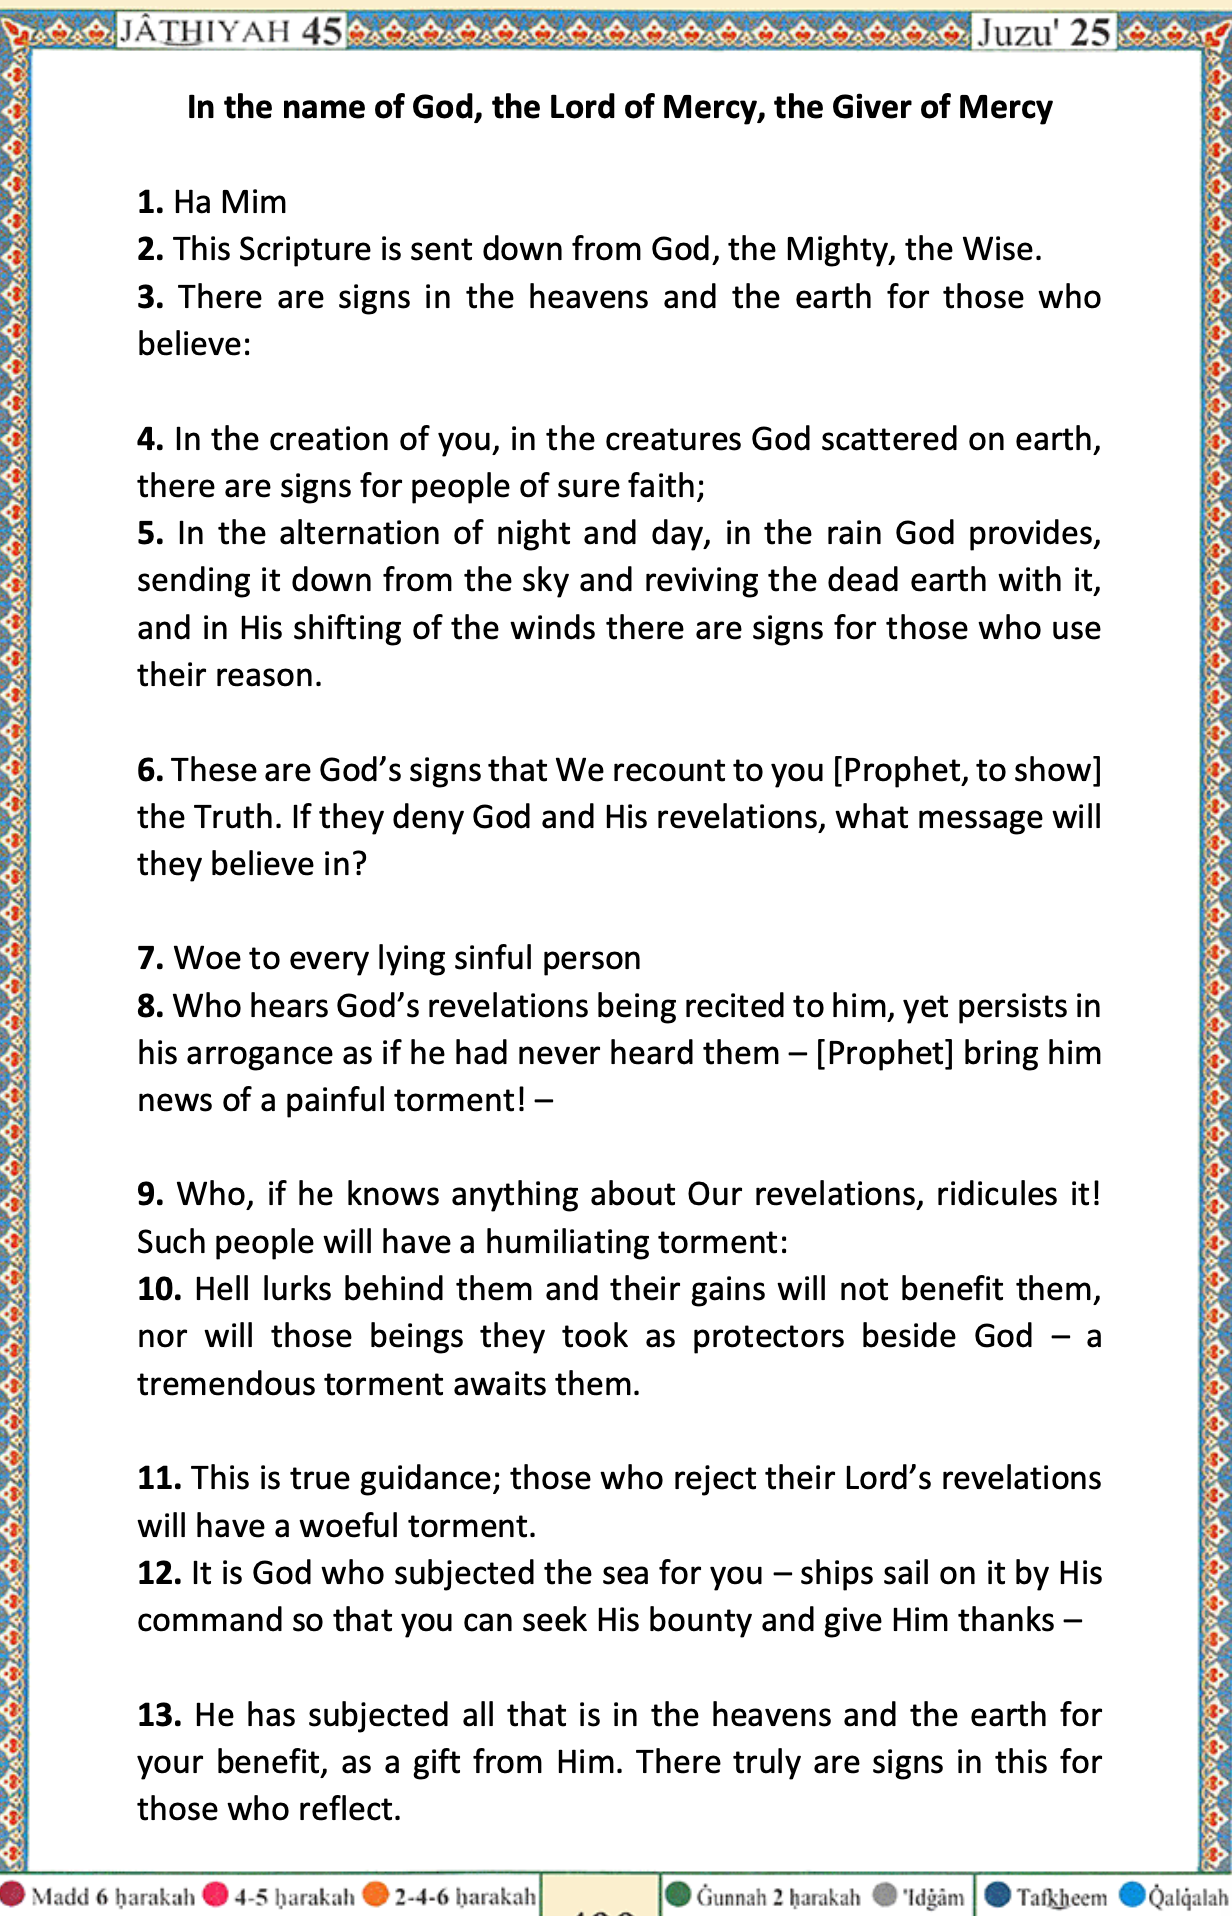 JÂTHIYAH 45
Juzu' 25
In the name of God, the Lord of Mercy, the Giver of Mercy
1. Ha Mim
2. This Scripture is sent down from God, the Mighty, the Wise.
3. There are signs in the heavens and the earth for those who
believe:
4. In the creation of you, in the creatures God scattered on earth,
there are signs for people of sure faith;
5. In the alternation of night and day, in the rain God provides,
sending it down from the sky and reviving the dead earth with it,
and in His shifting of the winds there are signs for those who use
their reason.
6. These are God’s signs that We recount to you [Prophet, to show]
the Truth. If they deny God and His revelations, what message will
they believe in?
7. Woe to every lying sinful person
8. Who hears God’s revelations being recited to him, yet persists in
his arrogance as if he had never heard them – [Prophet] bring him
news of a painful torment! –
9. Who, if he knows anything about Our revelations, ridicules it!
Such people will have a humiliating torment:
10. Hell lurks behind them and their gains will not benefit them,
nor will those beings they took as protectors beside God – a
tremendous torment awaits them.
11. This is true guidance; those who reject their Lord’s revelations
will have a woeful torment.
12. It is God who subjected the sea for you – ships sail on it by His
command so that you can seek His bounty and give Him thanks –
13. He has subjected all that is in the heavens and the earth for
your benefit, as a gift from Him. There truly are signs in this for
those who reflect.
Madd 6 ḥarakah 4-5 ḥarakah 2-4-6 ḥarakah
Ġunnah 2 ḥarakah 'Idġâm
Tafkheem Qalqalah